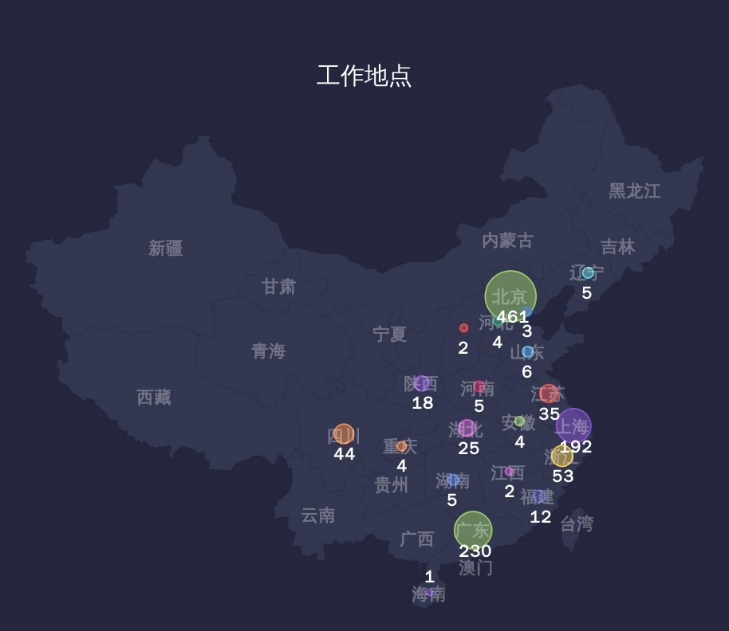 工作地点
黑龙江
内蒙古
吉林
新疆
辽宁
甘肃
5
北京
461
河北
3
宁夏
2
4
青海
山东
6
陕西
河南
西藏
18
5
江苏
35
四川
湖北
安徽
上海
重庆
25
4
192
44
浙江
4
53
贵州
湖南
江西
5
2
福建
云南
12
台湾
广西
广东
230
澳门
1
海南